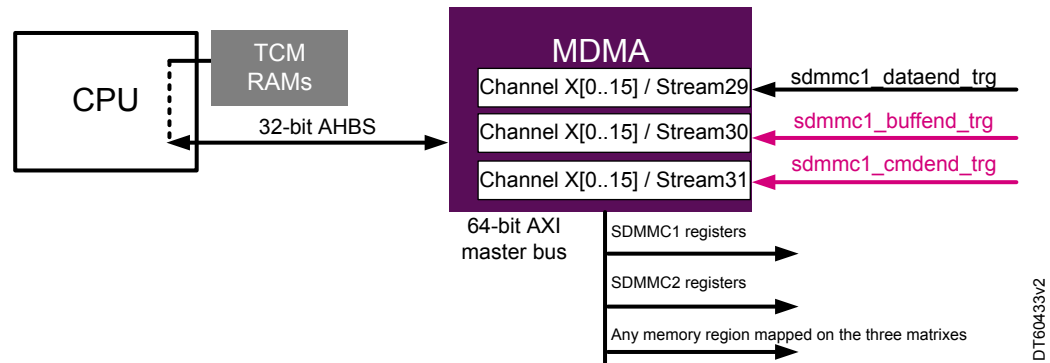 CPU
TCM
RAMs
32-bit AHBS
MDMA
Channel X[0..15] / Stream29
Channel X[0..15] / Stream30
Channel X[0..15] / Stream31
sdmmc1_dataend_trg
sdmmc1_buffend_trg
sdmmc1_cmdend_trg
64-bit AXI
master bus
SDMMC1 registers
SDMMC2 registers
Any memory region mapped on the three matrixes
DT60433v2